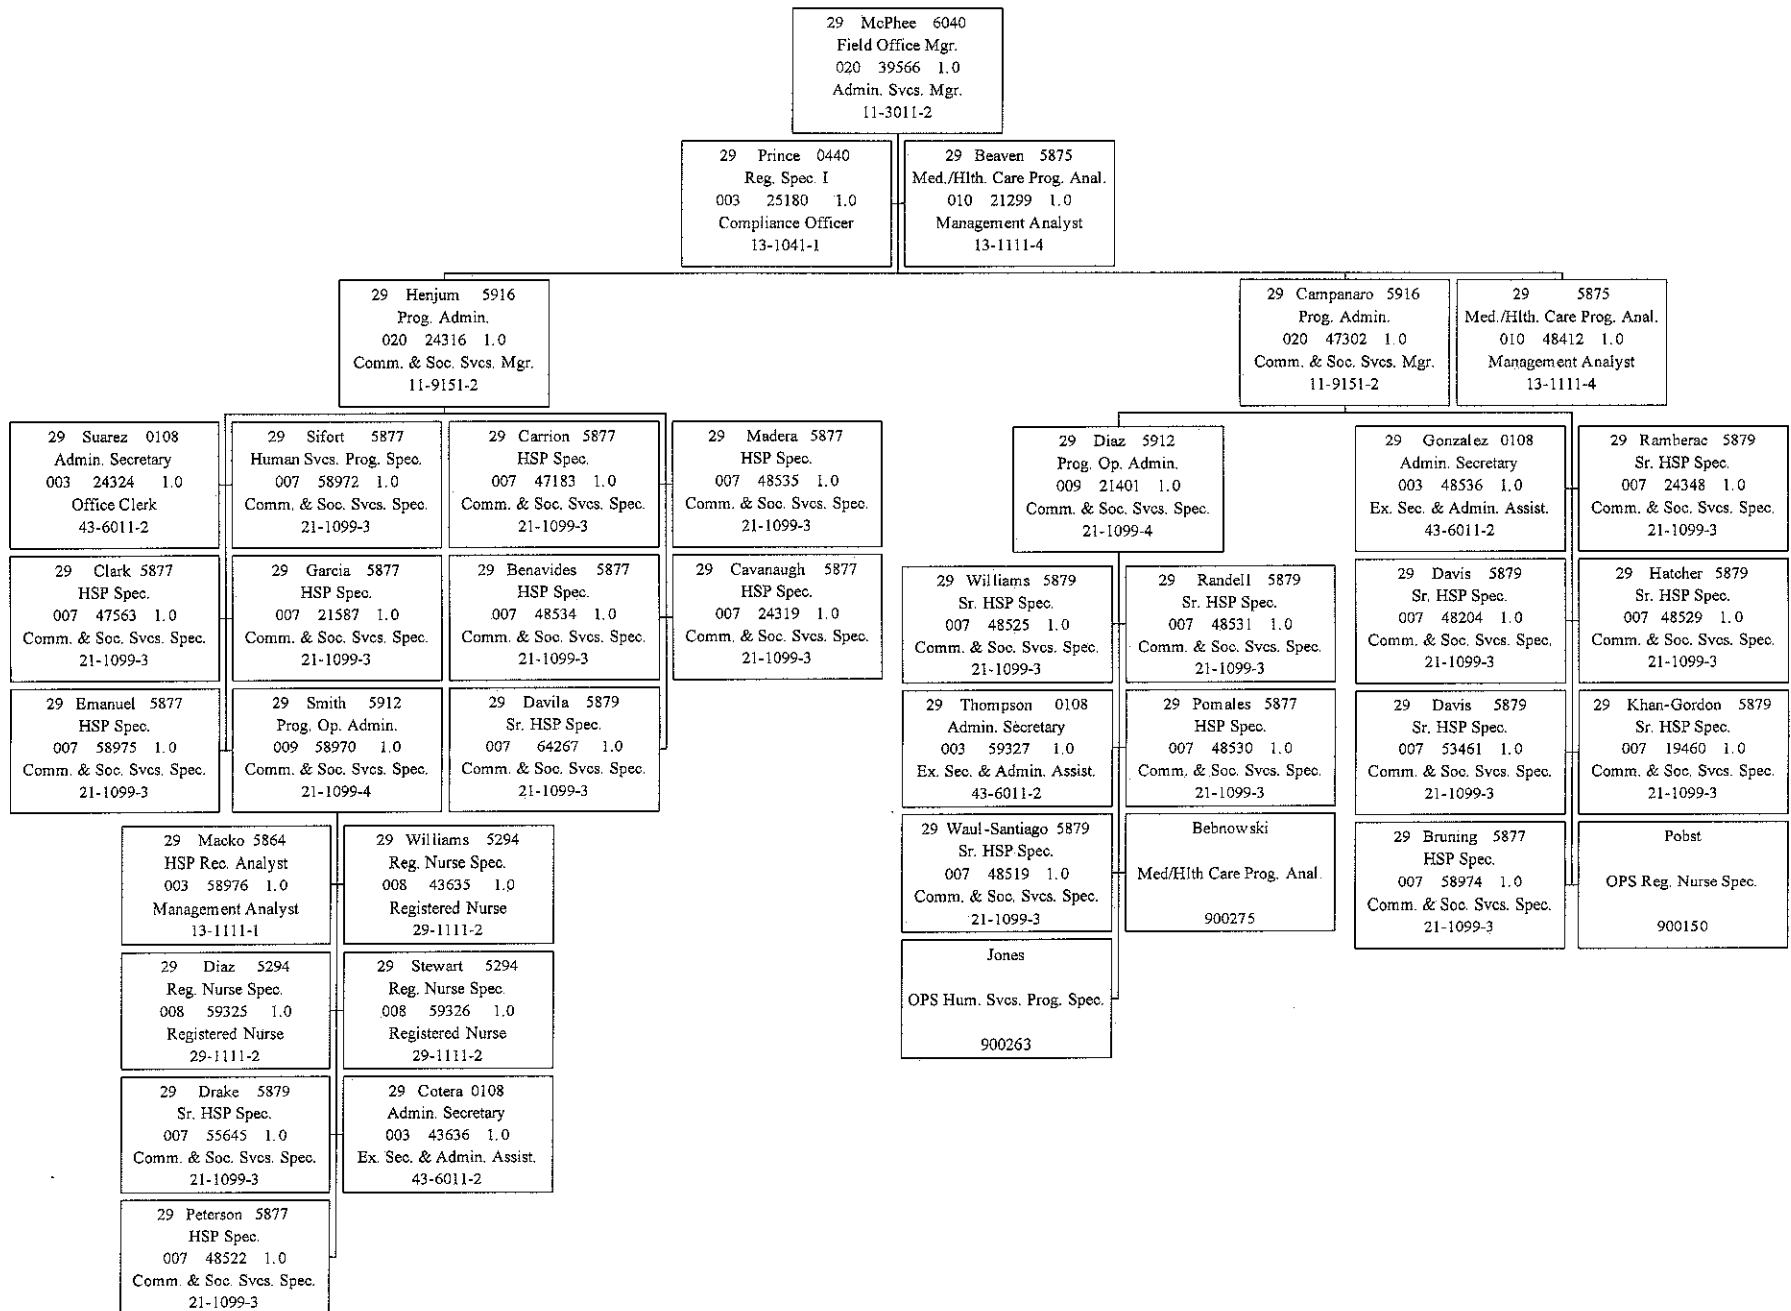 29 McPhee 6040
Field Office Mgr.
020 39566 1.0
Admin. Svcs. Mgr.
11-3011-2
29 Prince 0440
Reg. Spec. I
003 25180 1.0
Compliance Officer
13-1041-1
29 Beaven 5875
Med./Hlth. Care Prog. Anal.
010 21299 1.0
Management Analyst
13-1111-4
29 Henjum 5916
Prog. Admin.
020 24316 1.0
Comm. & Soc. Svcs. Mgr.
11-9151-2
29 Campanaro 5916
Prog. Admin.
020 47302 1.0
Comm. & Soc. Svcs. Mgr.
11-9151-2
29 5875
Med./Hlth. Care Prog. Anal.
010 48412 1.0
Management Analyst
13-1111-4
29 Suarez 0108
Admin. Secretary
003 24324 1.0
Office Clerk
43-6011-2
29 Sifort 5877
Human Svcs. Prog. Spec.
007 58972 1.0
Comm. & Soc. Svcs. Spec.
21-1099-3
29 Carrion 5877
HSP Spec.
007 47183 1.0
Comm. & Soc. Svcs. Spec.
21-1099-3
29 Madera 5877
HSP Spec.
007 48535 1.0
Comm. & Soc. Svcs. Spec.
21-1099-3
29 Clark 5877
HSP Spec.
007 47563 1.0
Comm. & Soc. Svcs. Spec.
21-1099-3
29 Garcia 5877
HSP Spec.
007 21587 1.0
Comm. & Soc. Svcs. Spec.
21-1099-3
29 Benavides 5877
HSP Spec.
007 48534 1.0
Comm. & Soc. Svcs. Spec.
21-1099-3
29 Cavanaugh 5877
HSP Spec.
007 24319 1.0
Comm. & Soc. Svcs. Spec.
21-1099-3
29 Emanuel 5877
HSP Spec.
007 58975 1.0
Comm. & Soc. Svcs. Spec.
21-1099-3
29 Smith 5912
Prog. Op. Admin.
009 58970 1.0
Comm. & Soc. Svcs. Spec.
21-1099-4
29 Davila 5879
Sr. HSP Spec.
007 64267 1.0
Comm. & Soc. Svcs. Spec.
21-1099-3
29 Macko 5864
HSP Rec. Analyst
003 58976 1.0
Management Analyst
13-1111-1
29 Williams 5294
Reg. Nurse Spec.
008 43635 1.0
Registered Nurse
29-1111-2
29 Diaz 5294
Reg. Nurse Spec.
008 59325 1.0
Registered Nurse
29-1111-2
29 Stewart 5294
Reg. Nurse Spec.
008 59326 1.0
Registered Nurse
29-1111-2
29 Drake 5879
Sr. HSP Spec.
007 55645 1.0
Comm. & Soc. Svcs. Spec.
21-1099-3
29 Cotera 0108
Admin. Secretary
003 43636 1.0
Ex. Sec. & Admin. Assist.
43-6011-2
29 Peterson 5877
HSP Spec.
007 48522 1.0
Comm. & Soc. Svcs. Spec.
21-1099-3
29 Diaz 5912
Prog. Op. Admin.
009 21401 1.0
Comm. & Soc. Svcs. Spec.
21-1099-4
29 Gonzalez 0108
Admin. Secretary
003 48536 1.0
Ex. Sec. & Admin. Assist.
43-6011-2
29 Ramberac 5879
Sr. HSP Spec.
007 24348 1.0
Comm. & Soc. Svcs. Spec.
21-1099-3
29 Williams 5879
Sr. HSP Spec.
007 48525 1.0
Comm. & Soc. Svcs. Spec.
21-1099-3
29 Randell 5879
Sr. HSP Spec.
007 48531 1.0
Comm. & Soc. Svcs. Spec.
21-1099-3
29 Davis 5879
Sr. HSP Spec.
007 48204 1.0
Comm. & Soc. Svcs. Spec.
21-1099-3
29 Hatcher 5879
Sr. HSP Spec.
007 48529 1.0
Comm. & Soc. Svcs. Spec.
21-1099-3
29 Thompson 0108
Admin. Secretary
003 59327 1.0
Ex. Sec. & Admin. Assist.
43-6011-2
29 Pomales 5877
HSP Spec.
007 48530 1.0
Comm. & Soc. Svcs. Spec.
21-1099-3
29 Davis 5879
Sr. HSP Spec.
007 53461 1.0
Comm. & Soc. Svcs. Spec.
21-1099-3
29 Khan-Gordon 5879
Sr. HSP Spec.
007 19460 1.0
Comm. & Soc. Svcs. Spec.
21-1099-3
29 Waul-Santiago 5879
Sr. HSP Spec.
007 48519 1.0
Comm. & Soc. Svcs. Spec.
21-1099-3
Bebnowski
Med/Hlth Care Prog. Anal.
900275
29 Bruning 5877
HSP Spec.
007 58974 1.0
Comm. & Soc. Svcs. Spec.
21-1099-3
Pobst
OPS Reg. Nurse Spec.
900150
Jones
OPS Hum. Svcs. Prog. Spec.
900263